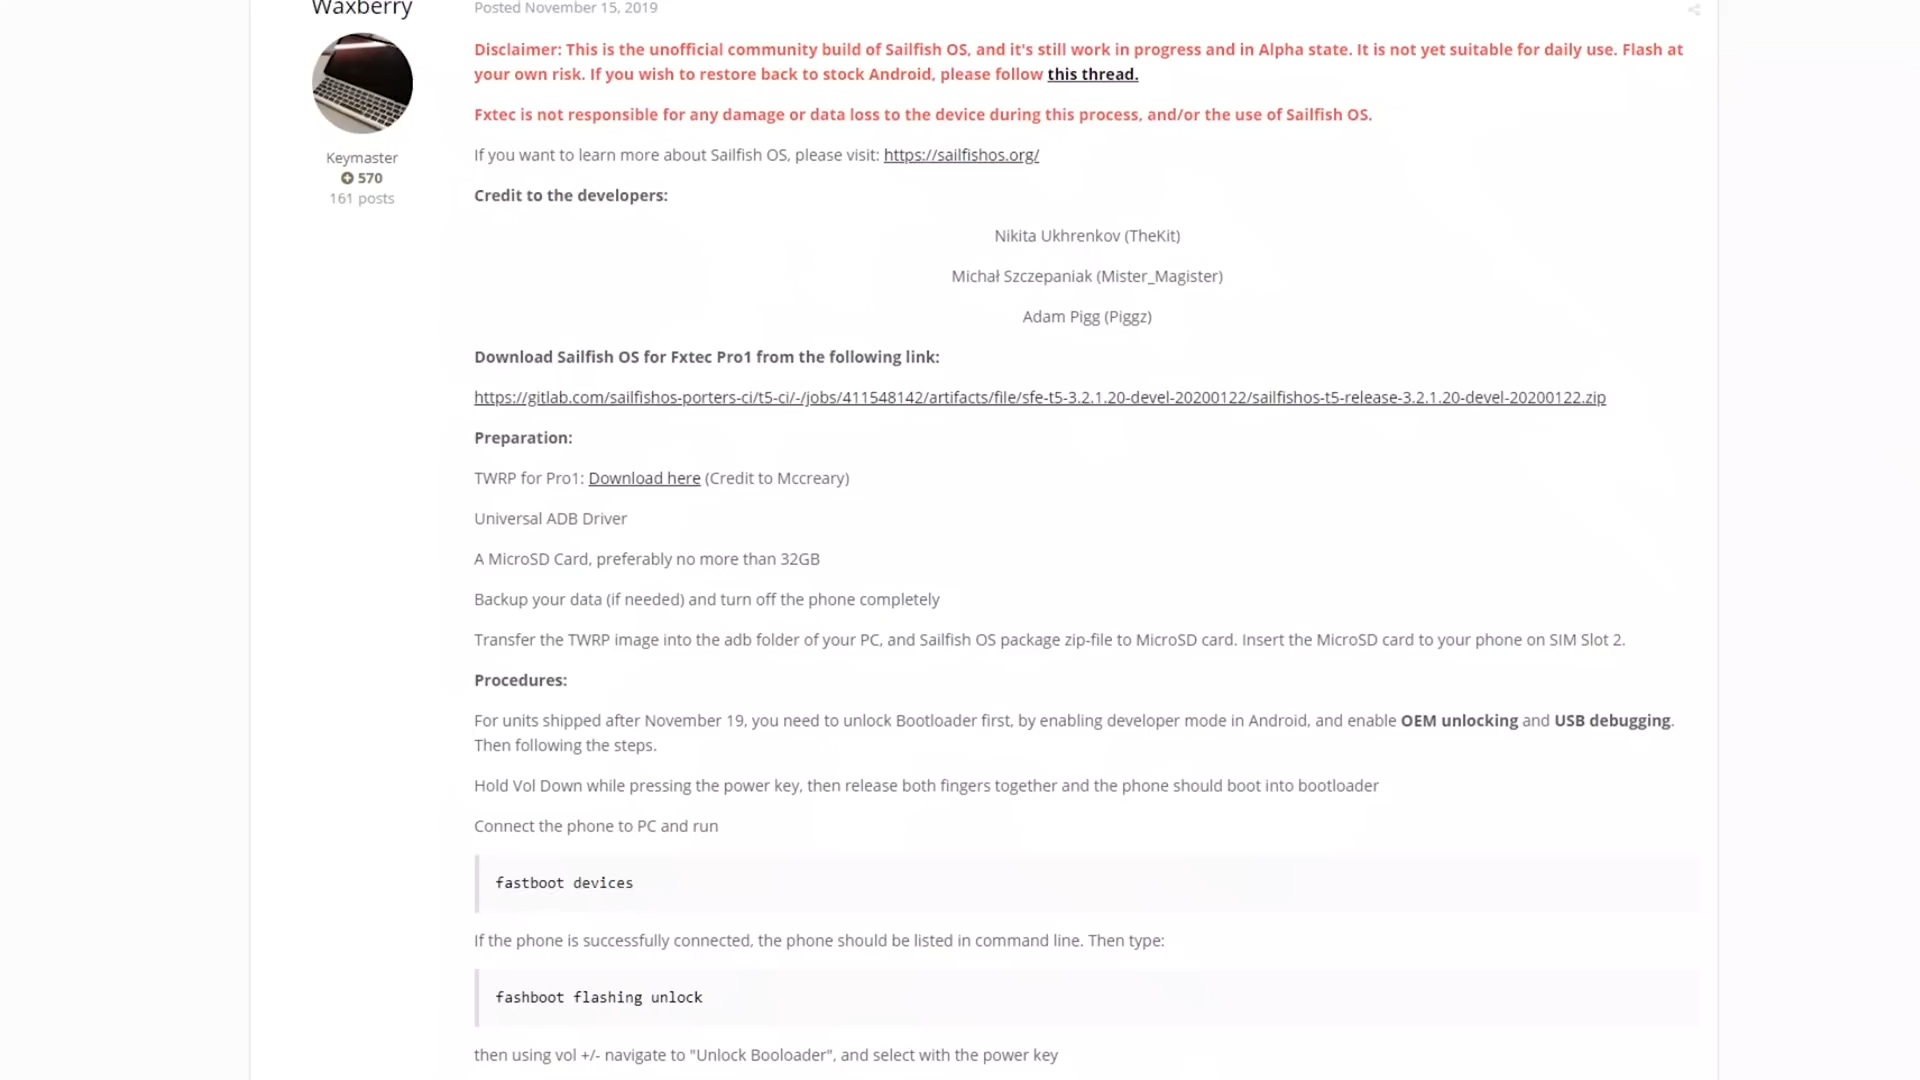 Waxberry
Posted November 15, 2019
Disclaimer: This is the unofficial community build of Sailfish OS, and it's still work in progress and in Alpha state. It is not yet suitable for daily use. Flash at
your own risk. If you wish to restore back to stock Android, please follow this thread.
Fxtec is not responsible for any damage or data loss to the device during this process, and/or the use of Sailfish OS.
Keymaster
570
161 posts
If you want to learn more about Sailfish OS, please visit: https://sailfishos.org/
Credit to the developers:
Nikita Ukhrenkov (TheKit)
Michał Szczepaniak (Mister_Magister)
Adam Pigg (Piggz)
Download Sailfish OS for Fxtec Pro1 from the following link:
https://gitlab.com/sailfishos-porters-ci/t5-ci/-/jobs/411548142/artifacts/file/sfe-t5-3.2.1.20-devel-20200122/sailfishos-t5-release-3.2.1.20-devel-20200122.zip
Preparation:
TWRP for Pro1: Download here (Credit to Mccreary)
Universal ADB Driver
A MicroSD Card, preferably no more than 32GB
Backup your data (if needed) and turn off the phone completely
Transfer the TWRP image into the adb folder of your PC, and Sailfish OS package zip-file to MicroSD card. Insert the MicroSD card to your phone on SIM Slot 2.
Procedures:
For units shipped after November 19, you need to unlock Bootloader first, by enabling developer mode in Android, and enable OEM unlocking and USB debugging.
Then following the steps.
Hold Vol Down while pressing the power key, then release both fingers together and the phone should boot into bootloader
Connect the phone to PC and run
fastboot devices
If the phone is successfully connected, the phone should be listed in command line. Then type:
fashboot flashing unlock
then using vol +/- navigate to "Unlock Booloader", and select with the power key